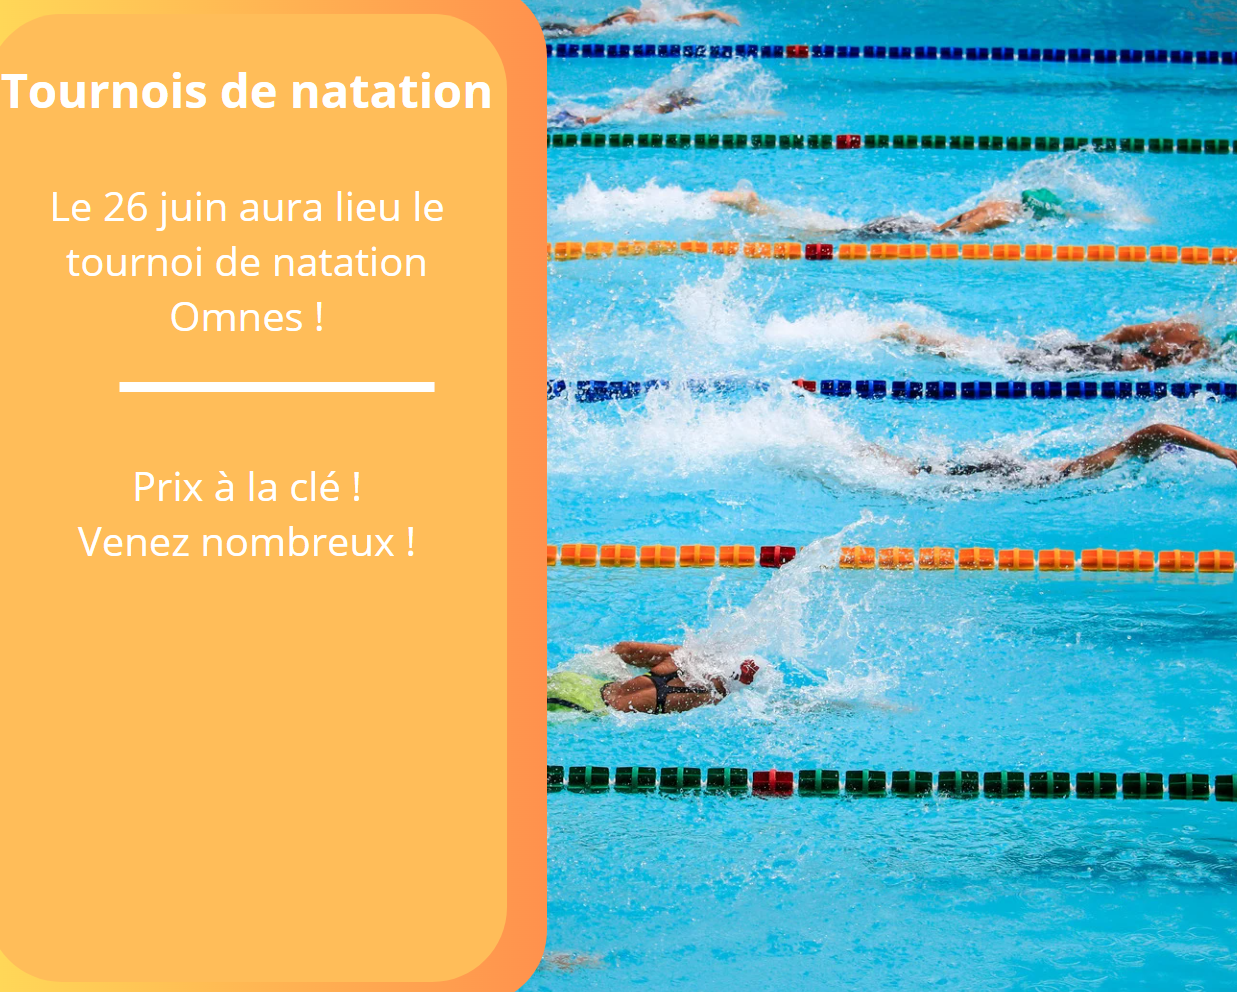 Tournois de natation
Le 26 juin aura lieu le
tournoi de natation
Omnes !
Prix à la clé !
Venez nombreux !